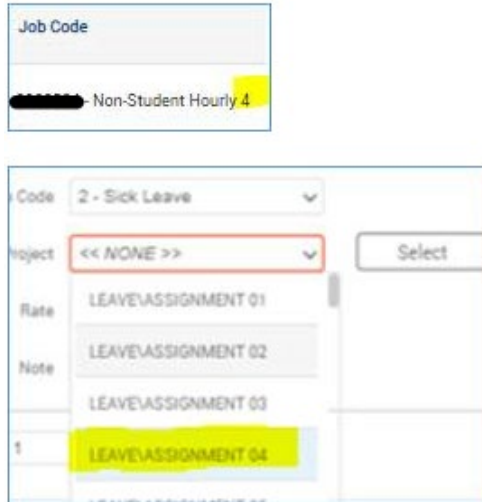 Job Code
- Non-Student Hourly 4
Code 2 - Sick Leave
roject << NONE >> Select
Rate
LEAVE\ASSIGNMENT 01
LEAVE\ASSIGNMENT 02
Note
LEAVE\ASSIGNMENT 03
1
LEAVE\ASSIGNMENT 04